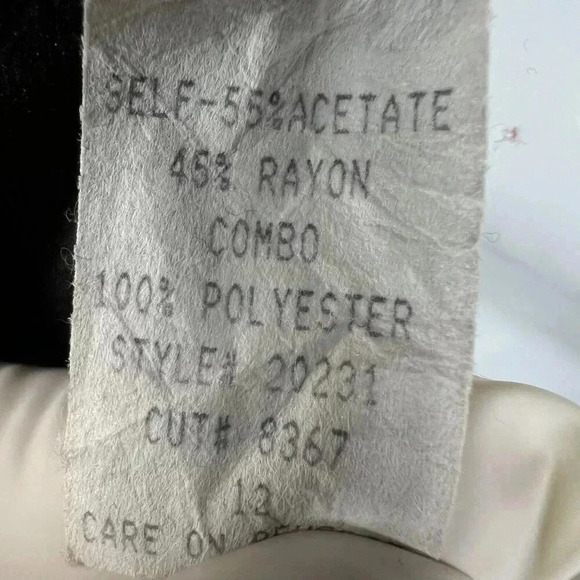 SELF-55%ACETATE
45% RAYON
COMBO
100% POLYESTER
STYLE# 20231
CUT# 8367
12
CARE ON